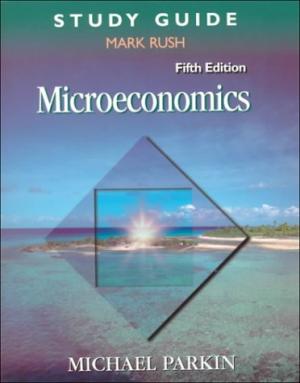 STUDY GUIDE
MARK RUSH
Fifth Edition
Microeconomics
MICHAEL PARKIN